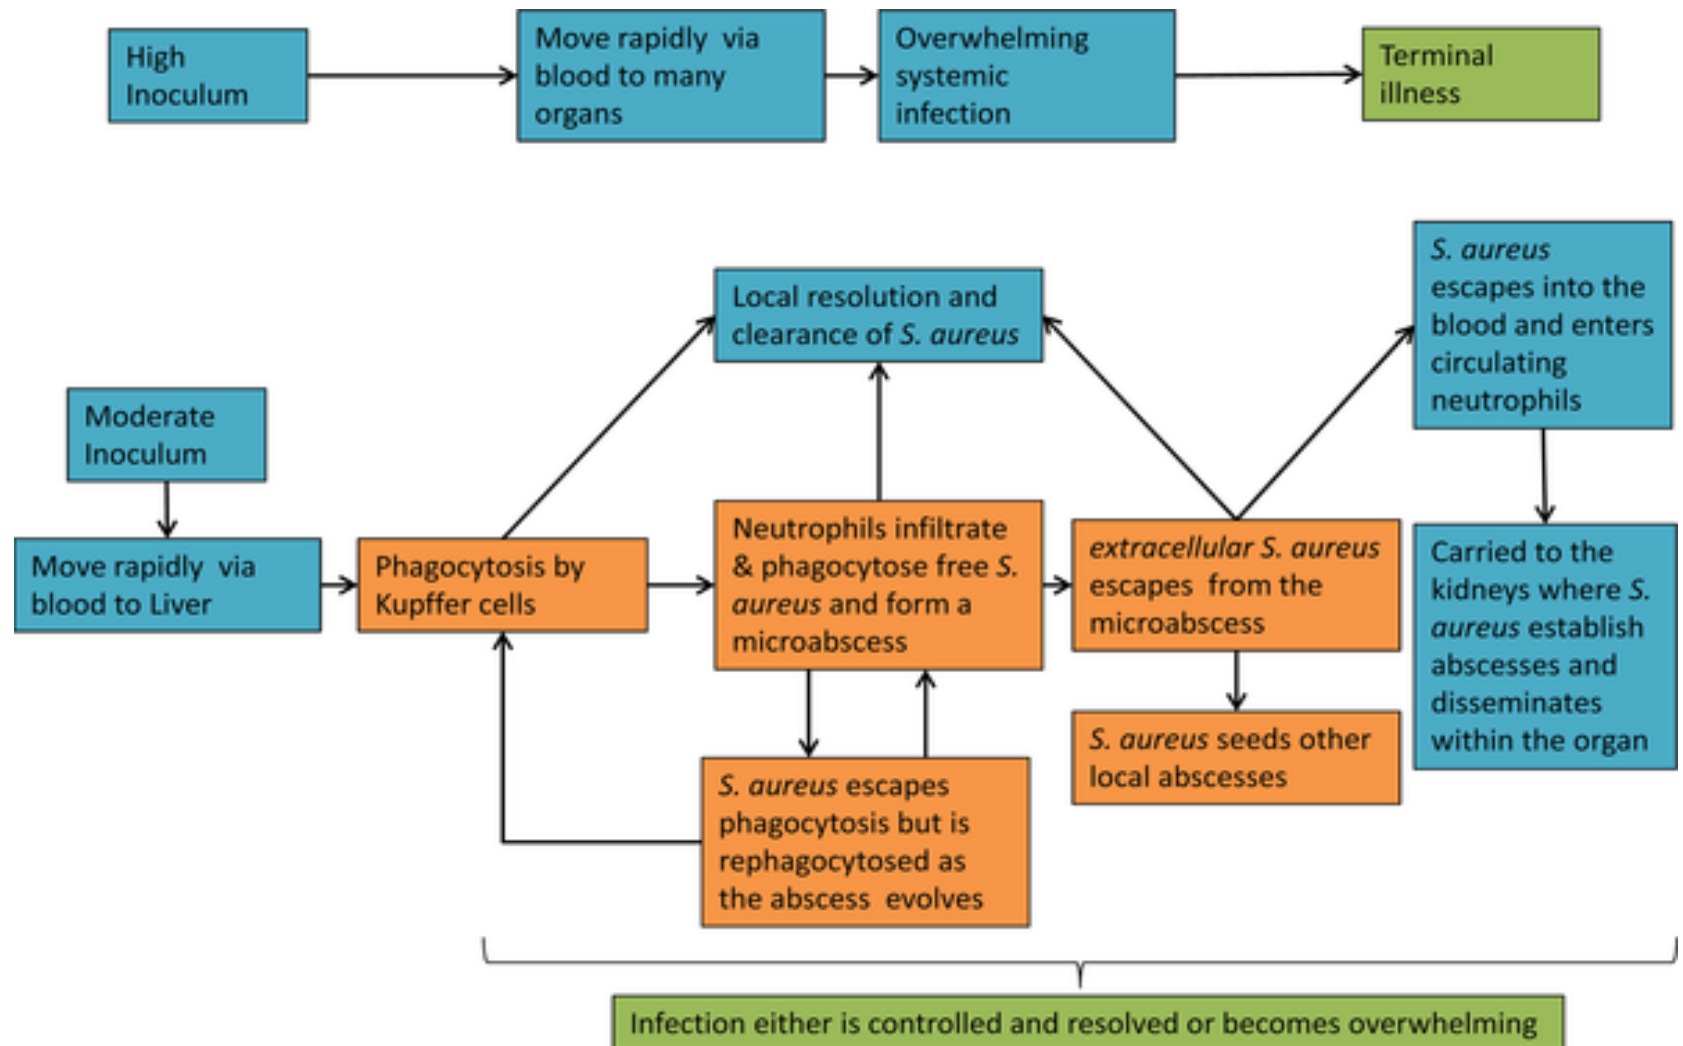 High
Inoculum
Move rapidly via
blood to many
organs
Overwhelming
systemic
infection
Terminal
illness
S. aureus
escapes into the
blood and enters
circulating
neutrophils
Local resolution and
clearance of S. aureus
Moderate
Inoculum
Move rapidly via
blood to Liver
Phagocytosis by
Kupffer cells
Neutrophils infiltrate
& phagocytose free S.
aureus and form a
microabscess
extracellular S. aureus
escapes from the
microabscess
Carried to the
kidneys where S.
aureus establish
abscesses and
disseminates
within the organ
S. aureus seeds other
local abscesses
S. aureus escapes
phagocytosis but is
rephagocytosed as
the abscess evolves
Infection either is controlled and resolved or becomes overwhelming